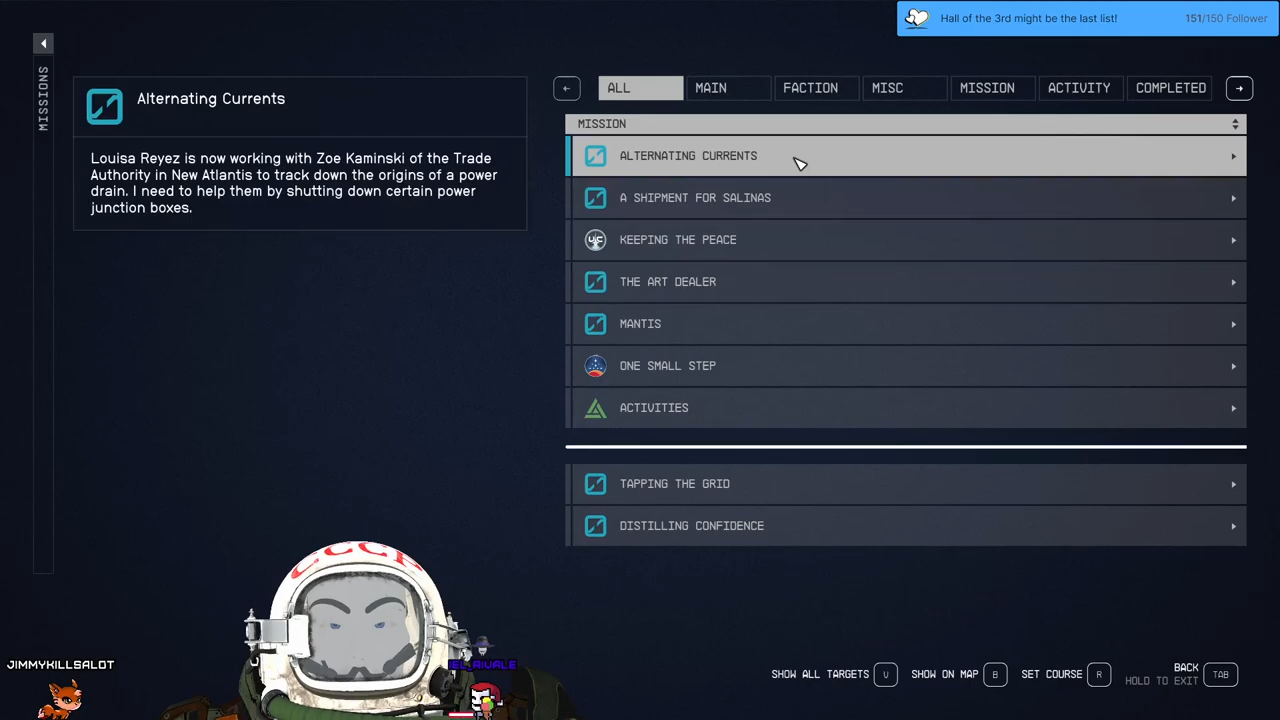 Hall of the 3rd might be the last list!
151/150 Follower
MISSIONS
Alternating Currents
Louisa Reyez is now working with Zoe Kaminski of the Trade
Authority in New Atlantis to track down the origins of a power
drain. I need to help them by shutting down certain power
junction boxes.
ALL
MAIN
FACTION
MISC
MISSION
ACTIVITY
COMPLETED
MISSION
ALTERNATING CURRENTS
A SHIPMENT FOR SALINAS
UC
KEEPING THE PEACE
THE ART DEALER
MANTIS
ONE SMALL STEP
ACTIVITIES
TAPPING THE GRID
DISTILLING CONFIDENCE
CCCP
JIMMYKILLSALOT
IEL_RIVALE
SHOW ALL TARGETS V
SHOW ON MAP B
SET COURSE R
BACK
HOLD TO EXIT
TAB